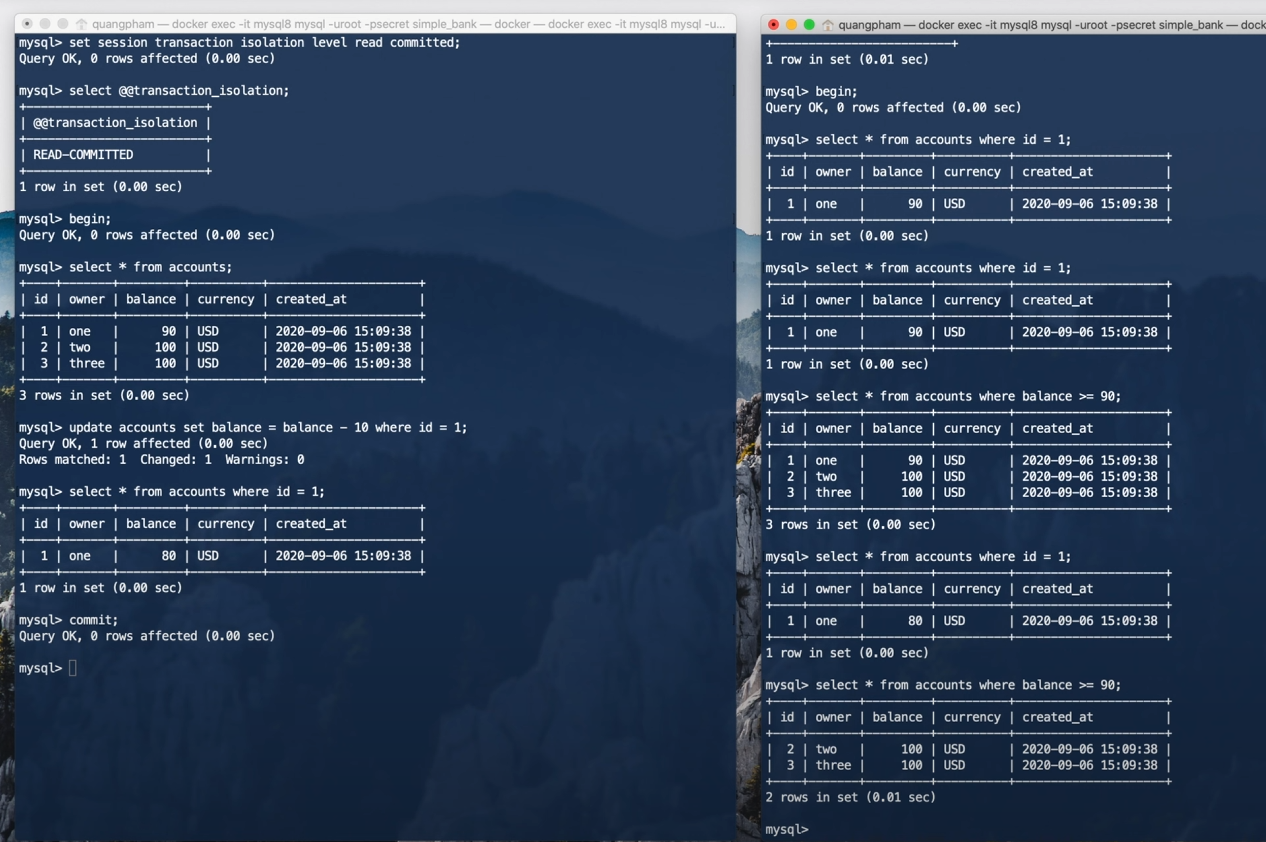 quangpham — docker exec -it mysql8 mysql -uroot -psecret simple_bank — docker — docker exec -it mysql8 mysql -u...
mysql> set session transaction isolation level read committed;
Query OK, 0 rows affected (0.00 sec)
mysql> select @@transaction_isolation;
+-------------------------+
| @@transaction_isolation |
+-------------------------+
| READ-COMMITTED          |
+-------------------------+
1 row in set (0.00 sec)
mysql> begin;
Query OK, 0 rows affected (0.00 sec)
mysql> select * from accounts;
+----+-------+---------+----------+---------------------+
| id | owner | balance | currency | created_at          |
+----+-------+---------+----------+---------------------+
|  1 | one   |      90 | USD      | 2020-09-06 15:09:38 |
|  2 | two   |     100 | USD      | 2020-09-06 15:09:38 |
|  3 | three |     100 | USD      | 2020-09-06 15:09:38 |
+----+-------+---------+----------+---------------------+
3 rows in set (0.00 sec)
mysql> update accounts set balance = balance - 10 where id = 1;
Query OK, 1 row affected (0.00 sec)
Rows matched: 1  Changed: 1  Warnings: 0
mysql> select * from accounts where id = 1;
+----+-------+---------+----------+---------------------+
| id | owner | balance | currency | created_at          |
+----+-------+---------+----------+---------------------+
|  1 | one   |      80 | USD      | 2020-09-06 15:09:38 |
+----+-------+---------+----------+---------------------+
1 row in set (0.00 sec)
mysql> commit;
Query OK, 0 rows affected (0.00 sec)
mysql>
quangpham — docker exec -it mysql8 mysql -uroot -psecret simple_bank — docker — dock
+-------------------------+
1 row in set (0.01 sec)
mysql> begin;
Query OK, 0 rows affected (0.00 sec)
mysql> select * from accounts where id = 1;
+----+-------+---------+----------+---------------------+
| id | owner | balance | currency | created_at          |
+----+-------+---------+----------+---------------------+
|  1 | one   |      90 | USD      | 2020-09-06 15:09:38 |
+----+-------+---------+----------+---------------------+
1 row in set (0.00 sec)
mysql> select * from accounts where id = 1;
+----+-------+---------+----------+---------------------+
| id | owner | balance | currency | created_at          |
+----+-------+---------+----------+---------------------+
|  1 | one   |      90 | USD      | 2020-09-06 15:09:38 |
+----+-------+---------+----------+---------------------+
1 row in set (0.00 sec)
mysql> select * from accounts where balance >= 90;
+----+-------+---------+----------+---------------------+
| id | owner | balance | currency | created_at          |
+----+-------+---------+----------+---------------------+
|  1 | one   |      90 | USD      | 2020-09-06 15:09:38 |
|  2 | two   |     100 | USD      | 2020-09-06 15:09:38 |
|  3 | three |     100 | USD      | 2020-09-06 15:09:38 |
+----+-------+---------+----------+---------------------+
3 rows in set (0.00 sec)
mysql> select * from accounts where id = 1;
+----+-------+---------+----------+---------------------+
| id | owner | balance | currency | created_at          |
+----+-------+---------+----------+---------------------+
|  1 | one   |      80 | USD      | 2020-09-06 15:09:38 |
+----+-------+---------+----------+---------------------+
1 row in set (0.00 sec)
mysql> select * from accounts where balance >= 90;
+----+-------+---------+----------+---------------------+
| id | owner | balance | currency | created_at          |
+----+-------+---------+----------+---------------------+
|  2 | two   |     100 | USD      | 2020-09-06 15:09:38 |
|  3 | three |     100 | USD      | 2020-09-06 15:09:38 |
+----+-------+---------+----------+---------------------+
2 rows in set (0.01 sec)
mysql>